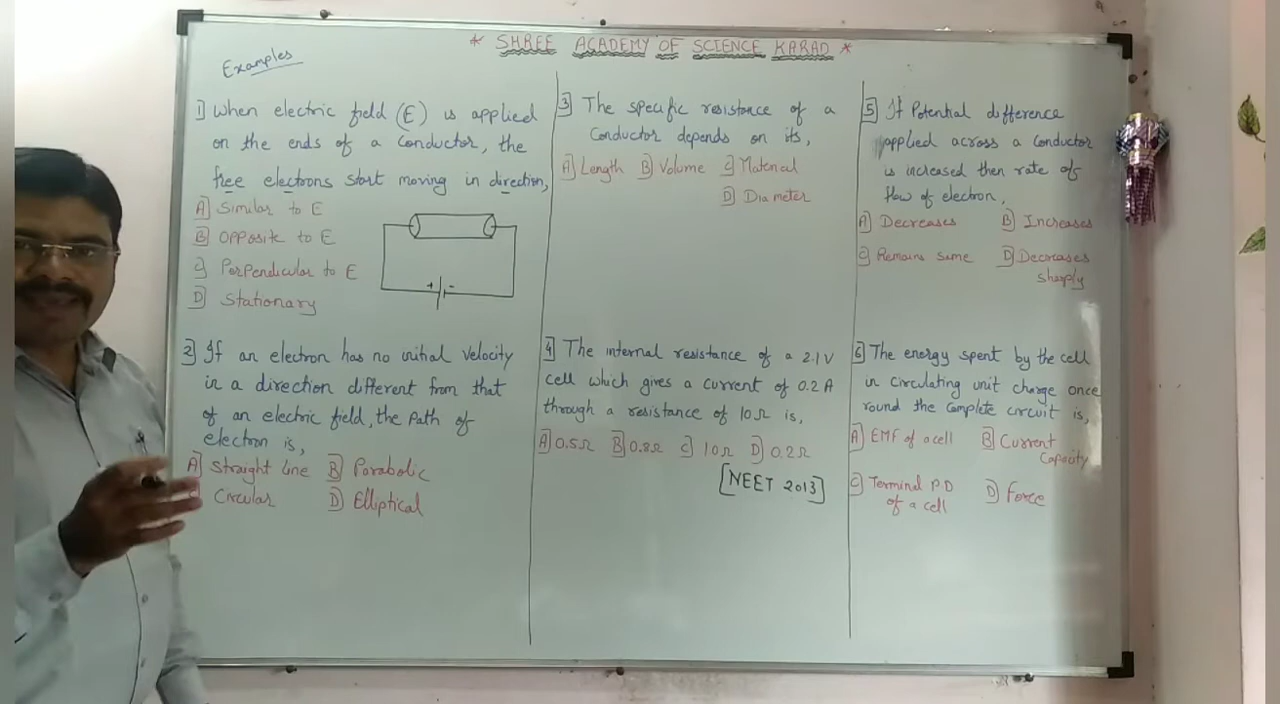 * SHREE ACADEMY OF SCIENCE KARAD *
Examples
1] When electric field (E) is applied
on the ends of a conductor, the
free electrons start moving in direction,
A] Similar to E
B] Opposite to E
C] Perpendicular to E
D] Stationary
+ -
2] If an electron has no initial velocity
in a direction different from that
of an electric field, the path of
electron is,
A] Straight line B] Parabolic
Circular D] Elliptical
3] The specific resistance of a
Conductor depends on its,
A] Length B] Volume C] Material
D] Diameter
4] The internal resistance of a 2.1V
cell which gives a current of 0.2A
through a resistance of 10Ω is,
A] 0.5Ω B] 0.8Ω C] 10Ω D] 0.2Ω
[NEET 2013]
5] If Potential difference
applied across a conductor
is increased then rate of
flow of electron,
A] Decreases B] Increases
C] Remains same D] Decreases
sharply
6] The energy spent by the cell
in circulating unit charge once
round the complete circuit is,
A] EMF of a cell B] Current
Capacity
C] Terminal P.D D] Force
of a cell